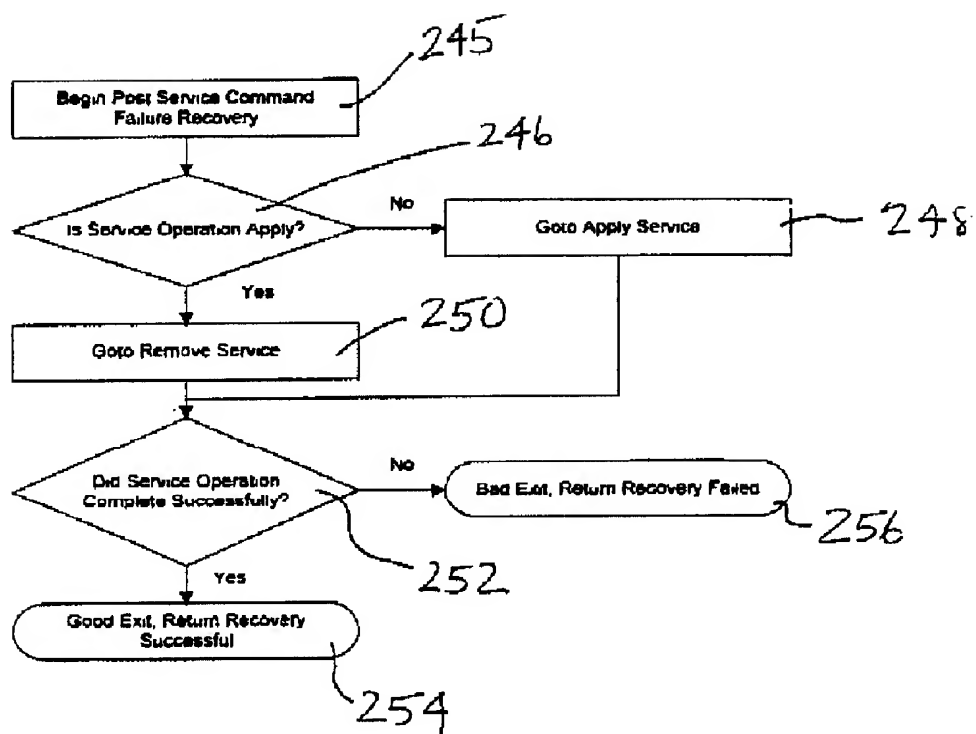 245
Begin Post Service Command
Failure Recovery
246
No
Is Service Operation Apply?
Goto Apply Service
248
Yes
250
Goto Remove Service
Did Service Operation
Complete Successfully?
No
Bad Exit, Return Recovery Failed
256
252
Yes
Good Exit, Return Recovery
Successful
254